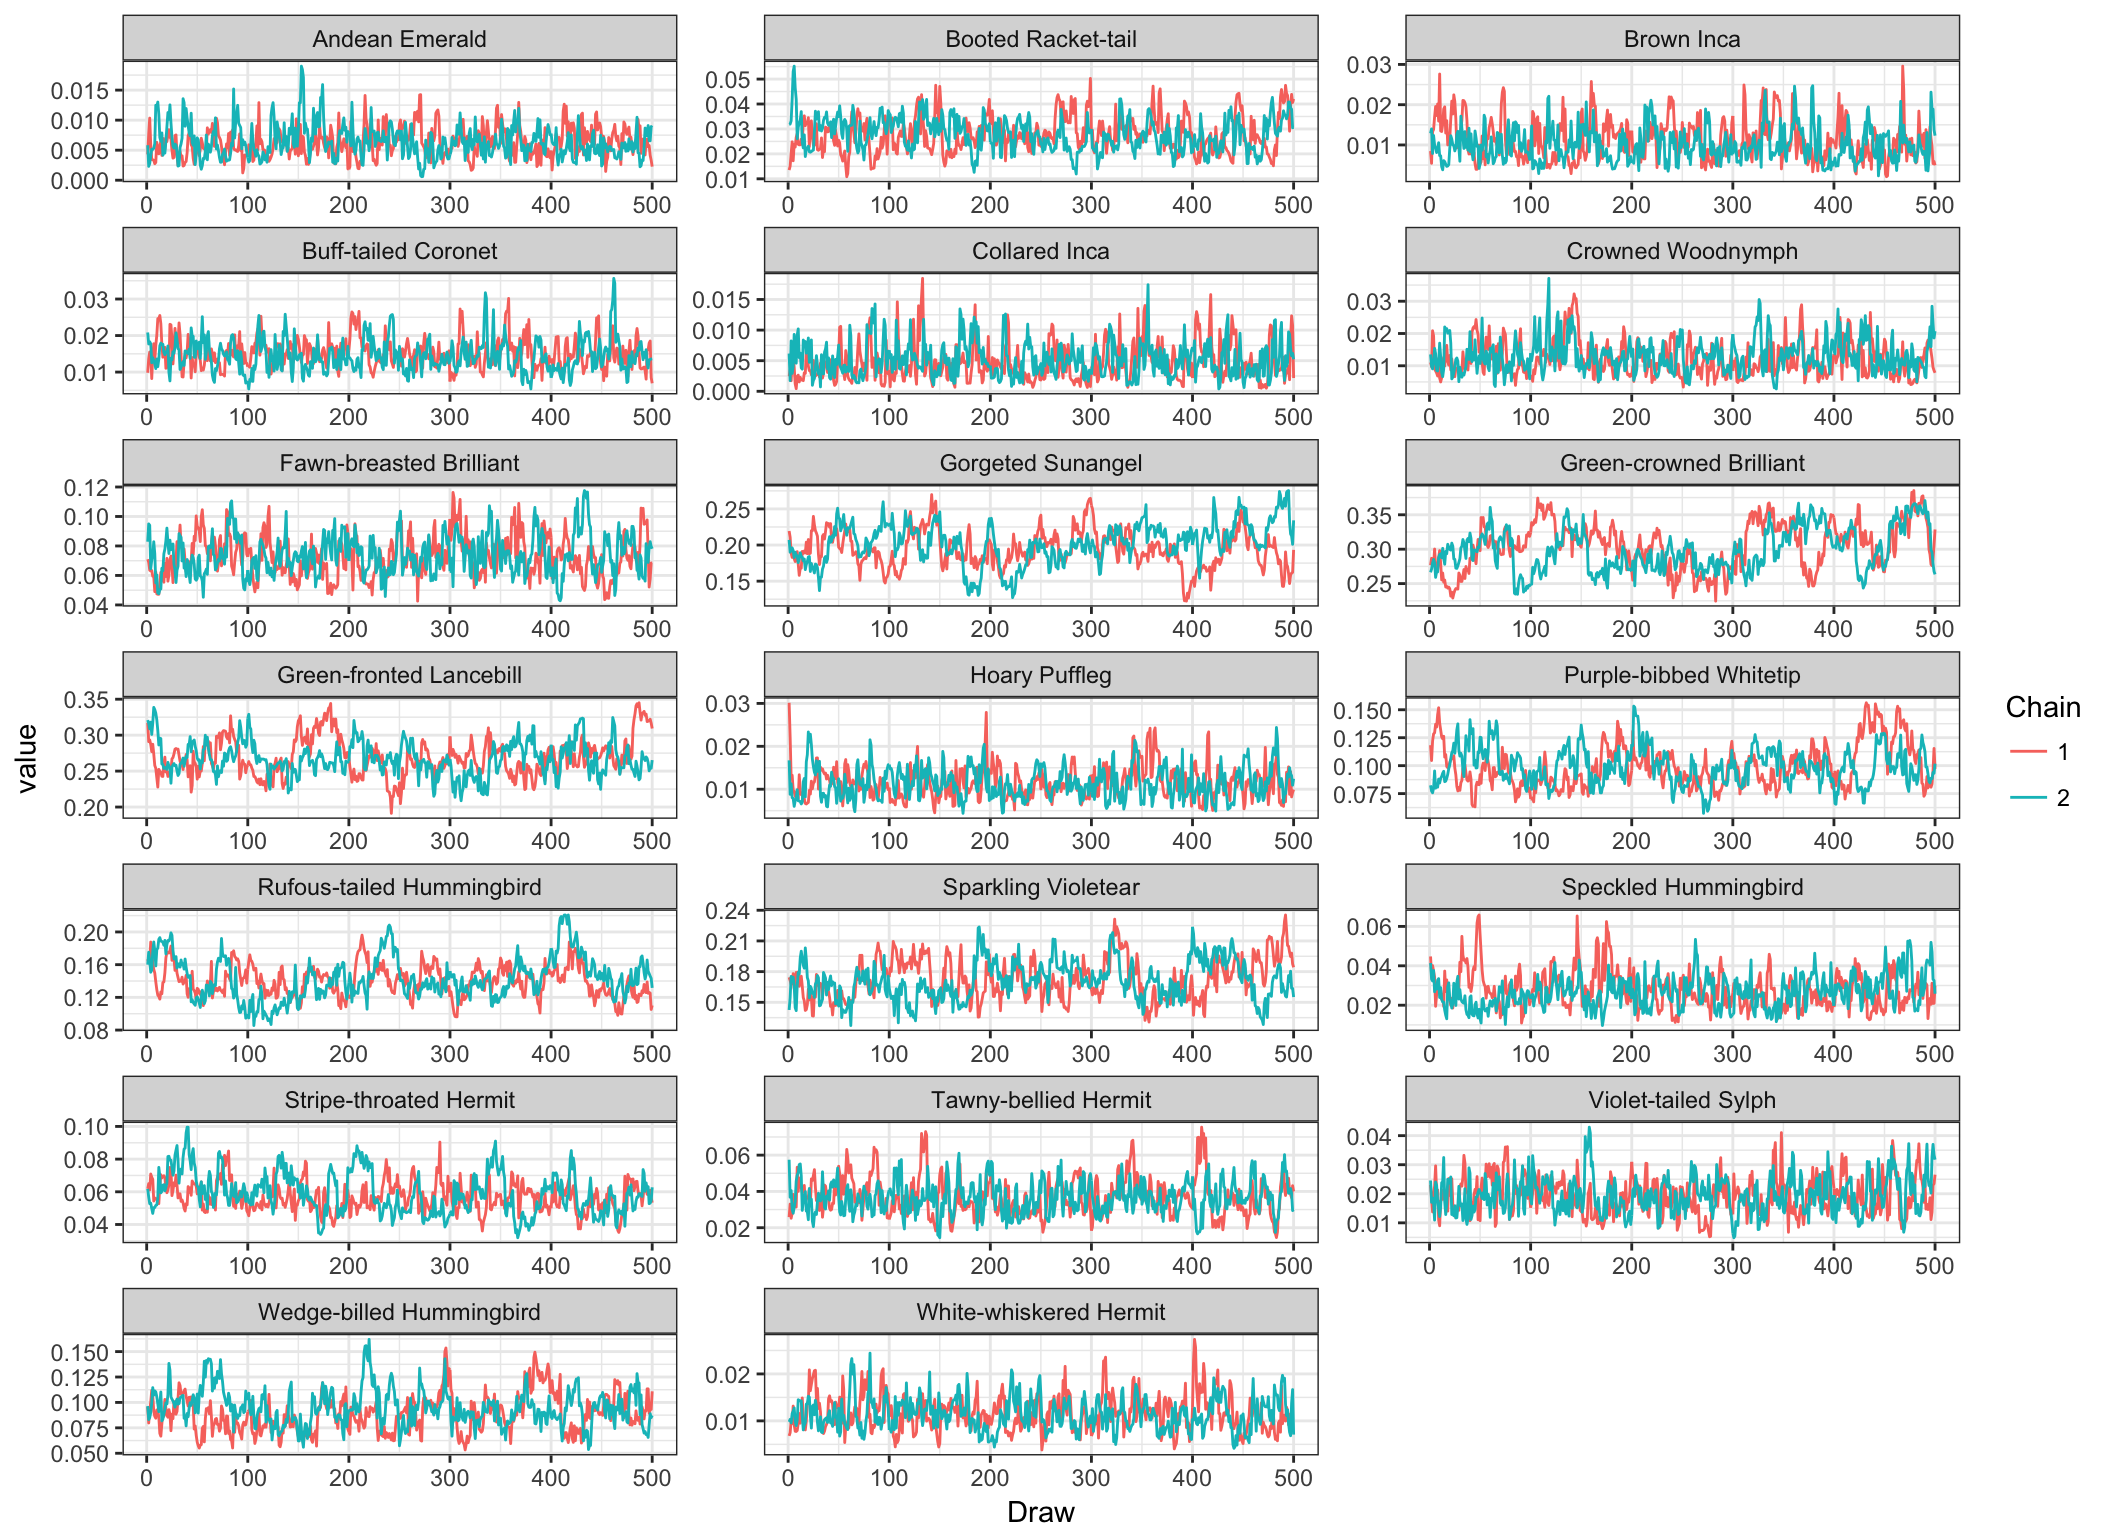 Andean Emerald
Booted Racket-tail
Brown Inca
0.015
0.010
0.005
0.000
0.05
0.04
0.03
0.02
0.01
0.03
0.02
0.01
0 100 200 300 400 500
0 100 200 300 400 500
0 100 200 300 400 500
Buff-tailed Coronet
Collared Inca
Crowned Woodnymph
0.03
0.02
0.01
0.015
0.010
0.005
0.000
0.03
0.02
0.01
0 100 200 300 400 500
0 100 200 300 400 500
0 100 200 300 400 500
Fawn-breasted Brilliant
Gorgeted Sunangel
Green-crowned Brilliant
0.12
0.10
0.08
0.06
0.04
0.25
0.20
0.15
0.35
0.30
0.25
0 100 200 300 400 500
0 100 200 300 400 500
0 100 200 300 400 500
Green-fronted Lancebill
Hoary Puffleg
Purple-bibbed Whitetip
0.35
0.30
0.25
0.20
0.03
0.02
0.01
0.150
0.125
0.100
0.075
0 100 200 300 400 500
0 100 200 300 400 500
0 100 200 300 400 500
value
Chain
1
2
Rufous-tailed Hummingbird
Sparkling Violetear
Speckled Hummingbird
0.20
0.16
0.12
0.08
0.24
0.21
0.18
0.15
0.06
0.04
0.02
0 100 200 300 400 500
0 100 200 300 400 500
0 100 200 300 400 500
Stripe-throated Hermit
Tawny-bellied Hermit
Violet-tailed Sylph
0.10
0.08
0.06
0.04
0.06
0.04
0.02
0.04
0.03
0.02
0.01
0 100 200 300 400 500
0 100 200 300 400 500
0 100 200 300 400 500
Wedge-billed Hummingbird
White-whiskered Hermit
0.150
0.125
0.100
0.075
0.050
0.02
0.01
0 100 200 300 400 500
0 100 200 300 400 500
Draw